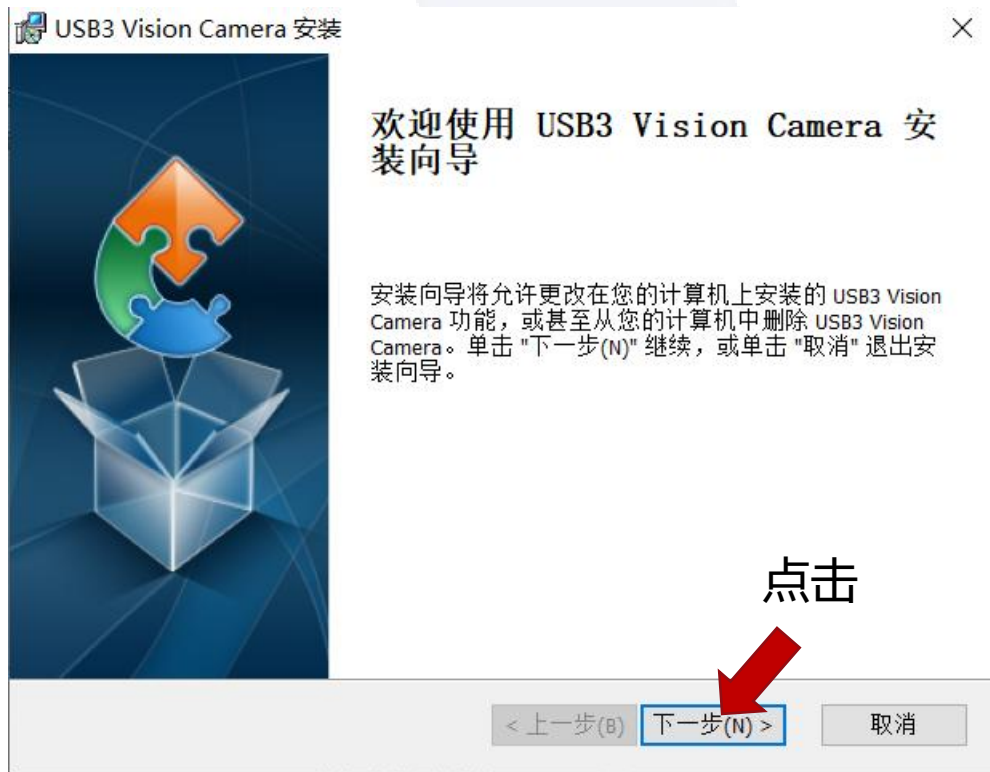 USB3 Vision Camera 安装
欢迎使用 USB3 Vision Camera 安
装向导
安装向导将允许更改在您的计算机上安装的 USB3 Vision
Camera 功能，或甚至从您的计算机中删除 USB3 Vision
Camera。单击 "下一步(N)" 继续，或单击 "取消" 退出安
装向导。
点击
< 上一步(B) 下一步(N) > 取消